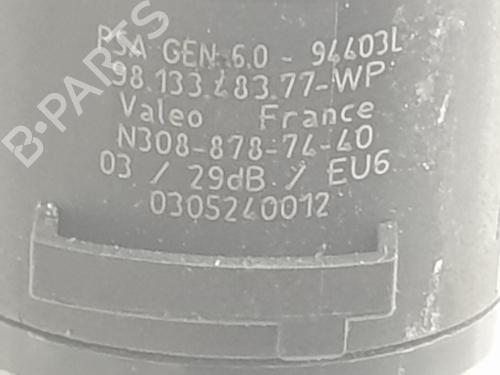 PSA GEN 6.0 - 94403L
98.133 83.77-WP
Valeo France
N308-878-74-40
03 / 29dB / EU6
0305240012
B-PARTS